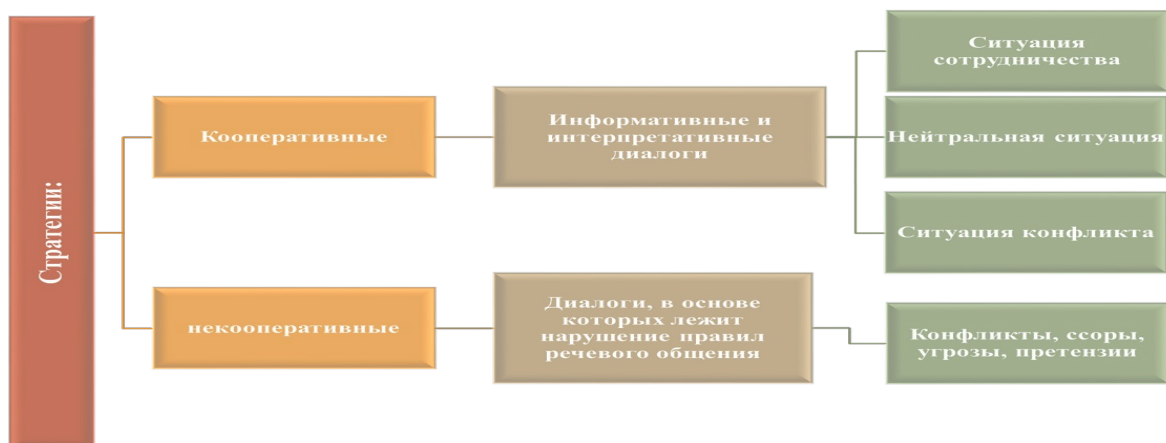 Стратегии:
Кооперативные
Информативные и
интерпретативные
диалоги
Ситуация
сотрудничества
Нейтральная ситуация
Ситуация конфликта
некооперативные
Диалоги, в основе
которых лежит
нарушение правил
речевого общения
Конфликты, ссоры,
угрозы, претензии